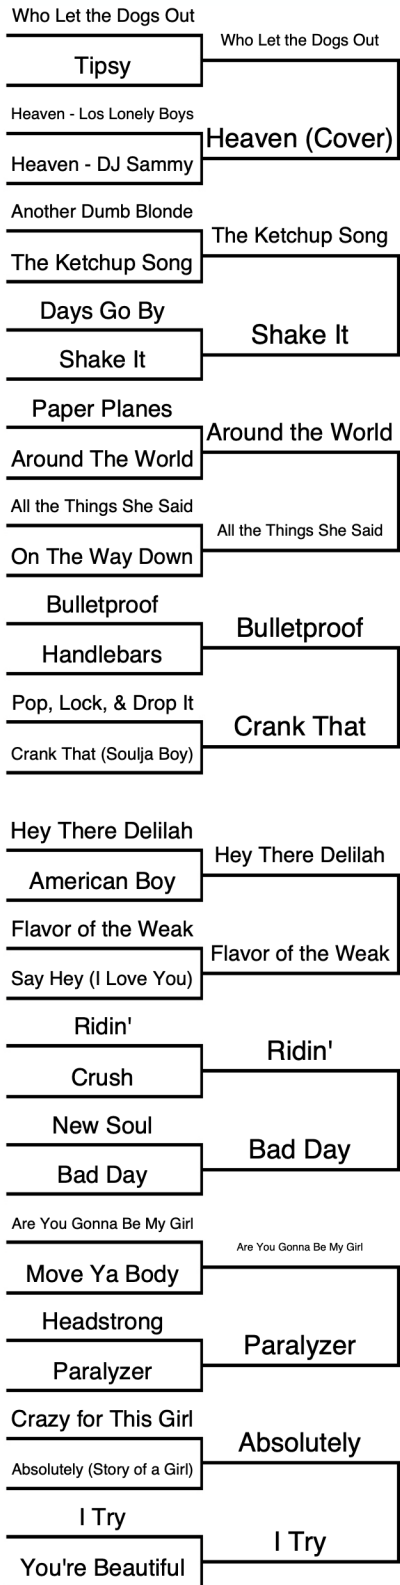 Who Let the Dogs Out
Who Let the Dogs Out
Tipsy
Heaven - Los Lonely Boys
Heaven (Cover)
Heaven - DJ Sammy
Another Dumb Blonde
The Ketchup Song
The Ketchup Song
Days Go By
Shake It
Shake It
Paper Planes
Around the World
Around The World
All the Things She Said
All the Things She Said
On The Way Down
Bulletproof
Bulletproof
Handlebars
Pop, Lock, & Drop It
Crank That
Crank That (Soulja Boy)
Hey There Delilah
Hey There Delilah
American Boy
Flavor of the Weak
Flavor of the Weak
Say Hey (I Love You)
Ridin'
Ridin'
Crush
New Soul
Bad Day
Bad Day
Are You Gonna Be My Girl
Are You Gonna Be My Girl
Move Ya Body
Headstrong
Paralyzer
Paralyzer
Crazy for This Girl
Absolutely
Absolutely (Story of a Girl)
I Try
I Try
You're Beautiful